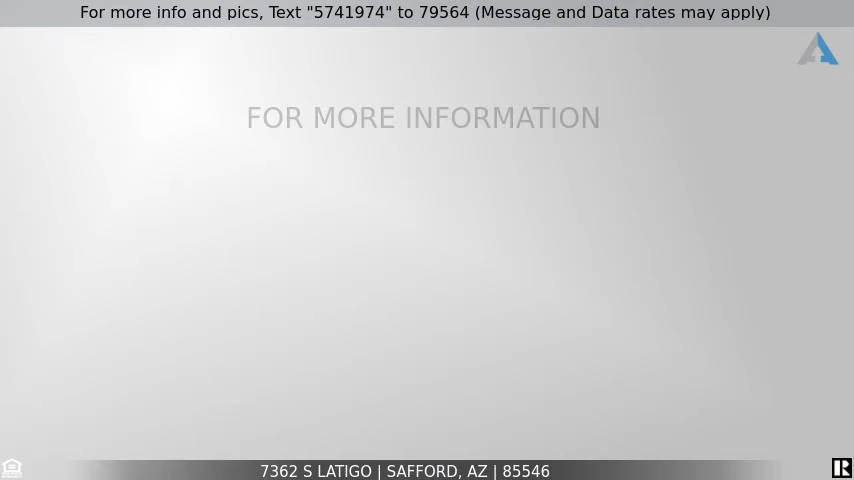 For more info and pics, Text "5741974" to 79564 (Message and Data rates may apply)
FOR MORE INFORMATION
7362 S LATIGO | SAFFORD, AZ | 85546